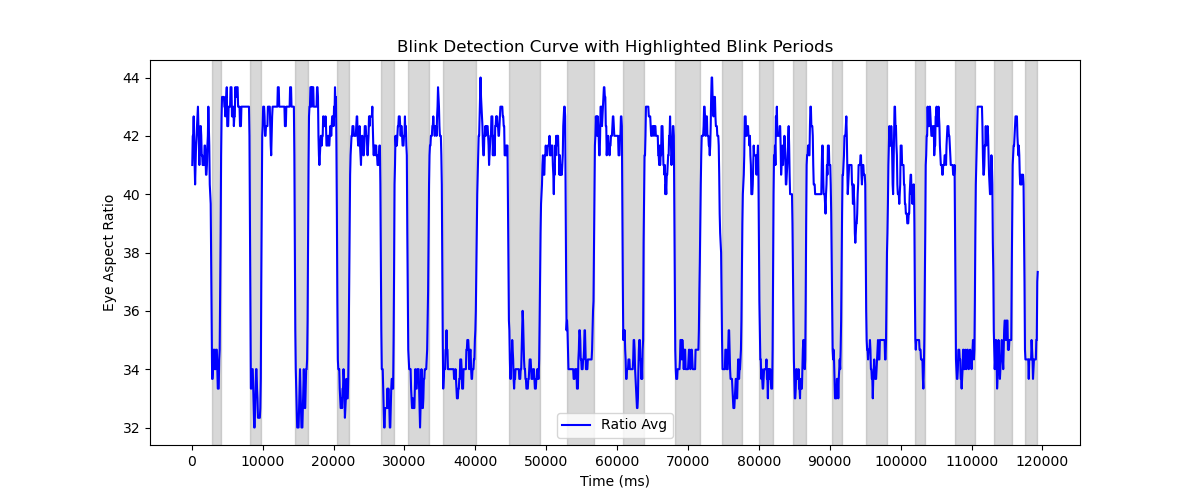 Blink Detection Curve with Highlighted Blink Periods
44
42
40
38
36
34
32
Eye Aspect Ratio
Ratio Avg
0 10000 20000 30000 40000 50000 60000 70000 80000 90000 100000 110000 120000
Time (ms)